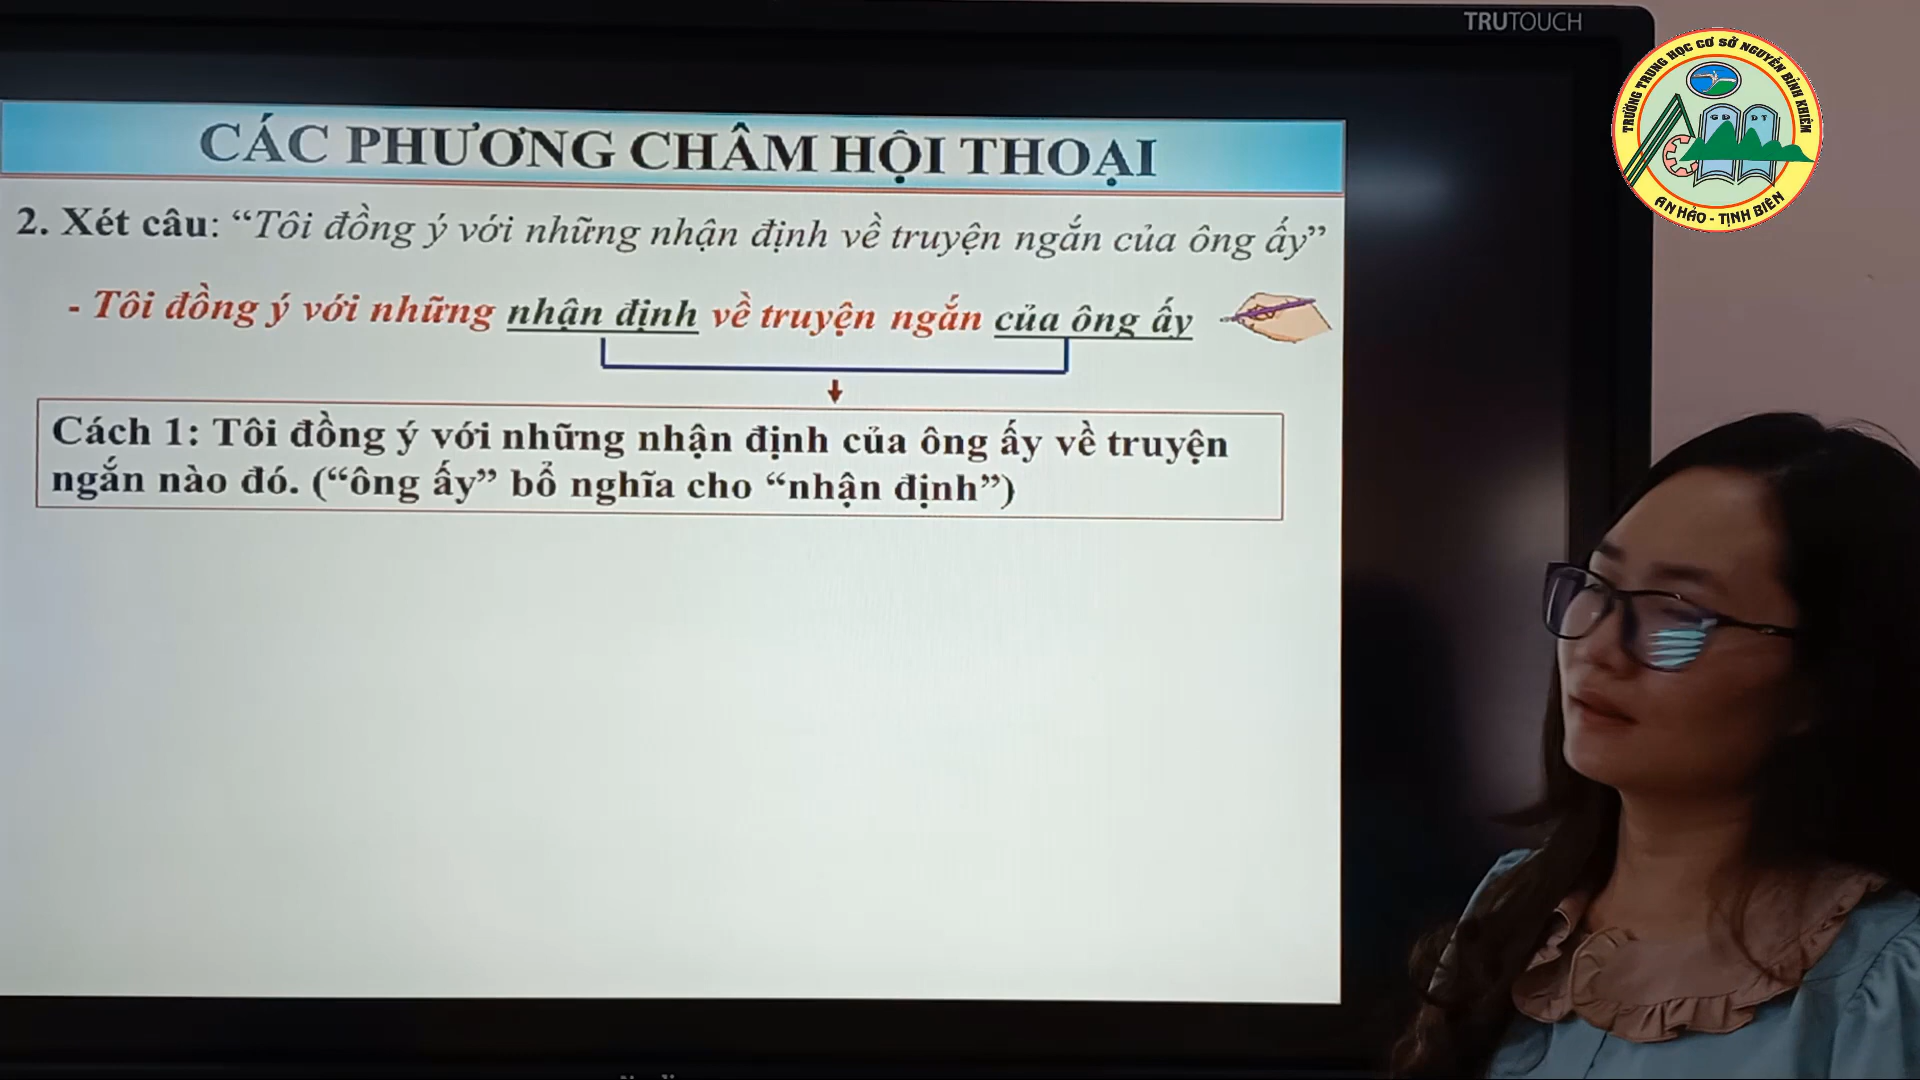 TRUTOUCH
TRƯỜNG TRUNG HỌC CƠ SỞ NGUYỄN BỈNH KHIÊM
GD ĐT
AN HẢO - TỊNH BIÊN
CÁC PHƯƠNG CHÂM HỘI THOẠI
2. Xét câu: “Tôi đồng ý với những nhận định về truyện ngắn của ông ấy”
- Tôi đồng ý với những nhận định về truyện ngắn của ông ấy
Cách 1: Tôi đồng ý với những nhận định của ông ấy về truyện
ngắn nào đó. (“ông ấy” bổ nghĩa cho “nhận định”)